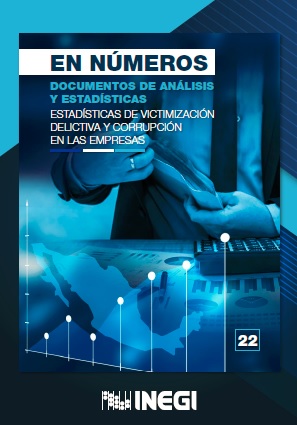 EN NÚMEROS
DOCUMENTOS DE ANÁLISIS
Y ESTADÍSTICAS
ESTADÍSTICAS DE VICTIMIZACIÓN
DELICTIVA Y CORRUPCIÓN
EN LAS EMPRESAS
22
INEGI